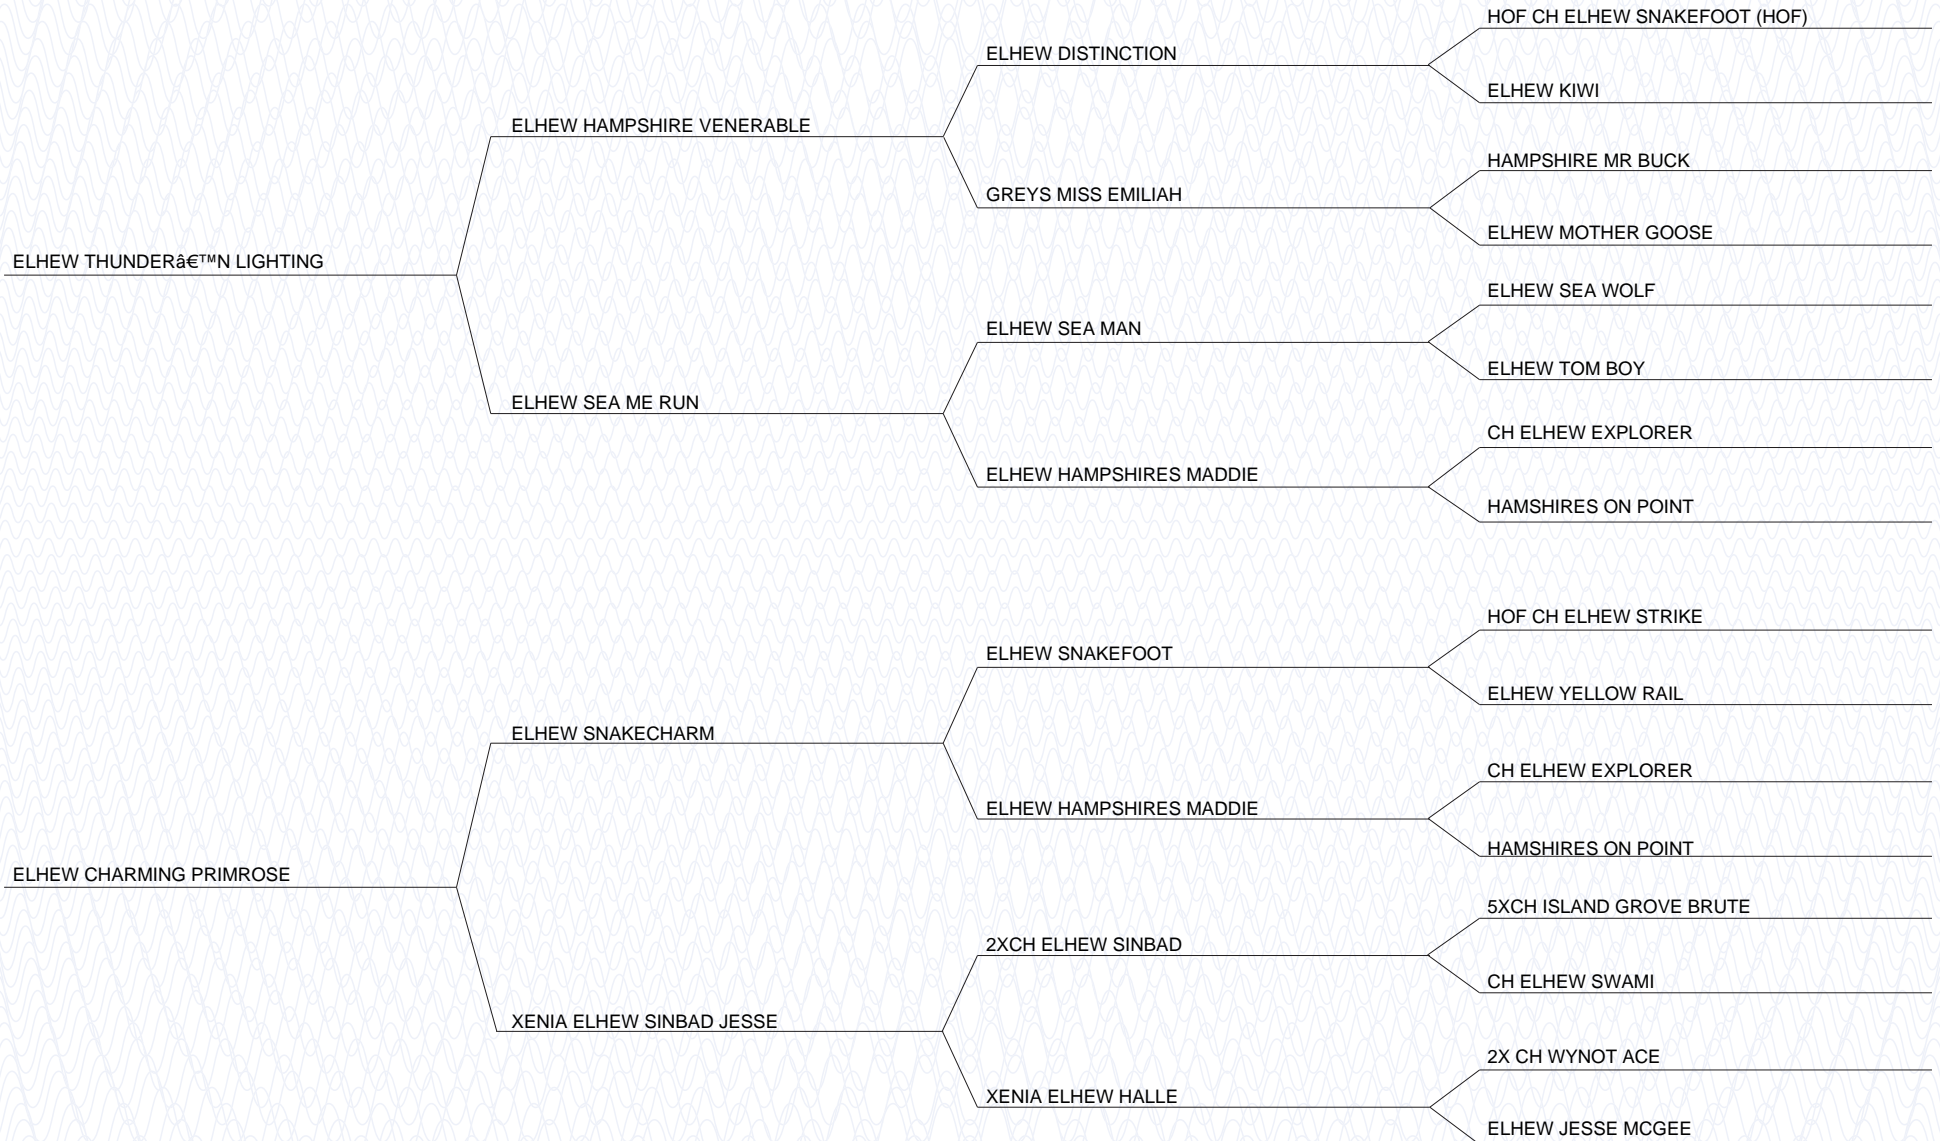 HOF CH ELHEW SNAKEFOOT (HOF)
ELHEW DISTINCTION
ELHEW KIWI
ELHEW HAMPSHIRE VENERABLE
HAMPSHIRE MR BUCK
GREYS MISS EMILIAH
ELHEW MOTHER GOOSE
ELHEW THUNDERâ€™N LIGHTING
ELHEW SEA WOLF
ELHEW SEA MAN
ELHEW TOM BOY
ELHEW SEA ME RUN
CH ELHEW EXPLORER
ELHEW HAMPSHIRES MADDIE
HAMSHIRES ON POINT
HOF CH ELHEW STRIKE
ELHEW SNAKEFOOT
ELHEW YELLOW RAIL
ELHEW SNAKECHARM
CH ELHEW EXPLORER
ELHEW HAMPSHIRES MADDIE
HAMSHIRES ON POINT
ELHEW CHARMING PRIMROSE
5XCH ISLAND GROVE BRUTE
2XCH ELHEW SINBAD
CH ELHEW SWAMI
XENIA ELHEW SINBAD JESSE
2X CH WYNOT ACE
XENIA ELHEW HALLE
ELHEW JESSE MCGEE